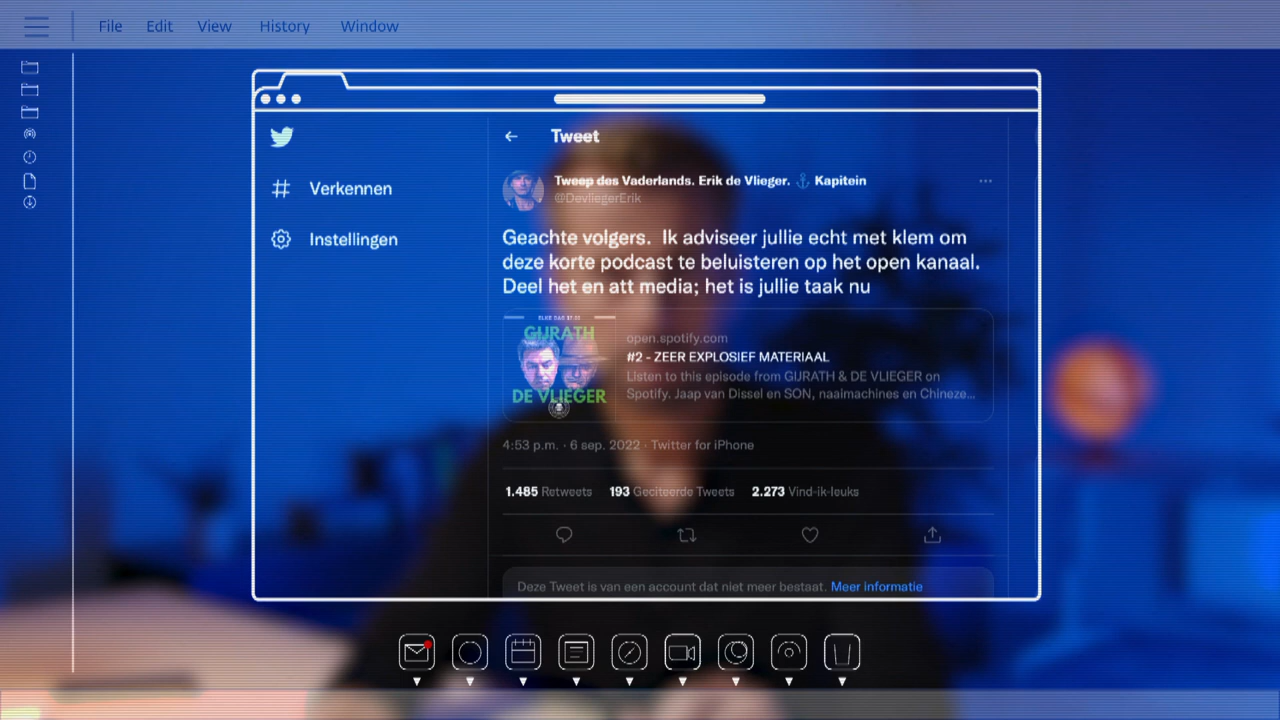 File Edit View History Window
Tweet
Verkennen
Instellingen
Tweep des Vaderlands. Erik de Vlieger. ⚓ Kapitein
@DevliegerErik
Geachte volgers. Ik adviseer jullie echt met klem om
deze korte podcast te beluisteren op het open kanaal.
Deel het en att media; het is jullie taak nu
GIJRATH
DE VLIEGER
open.spotify.com
#2 - ZEER EXPLOSIEF MATERIAAL
Listen to this episode from GIJRATH & DE VLIEGER on
Spotify. Jaap van Dissel en SON, naaimachines en Chineze...
4:53 p.m. · 6 sep. 2022 · Twitter for iPhone
1.485 Retweets 193 Geciteerde Tweets 2.273 Vind-ik-leuks
Deze Tweet is van een account dat niet meer bestaat. Meer informatie